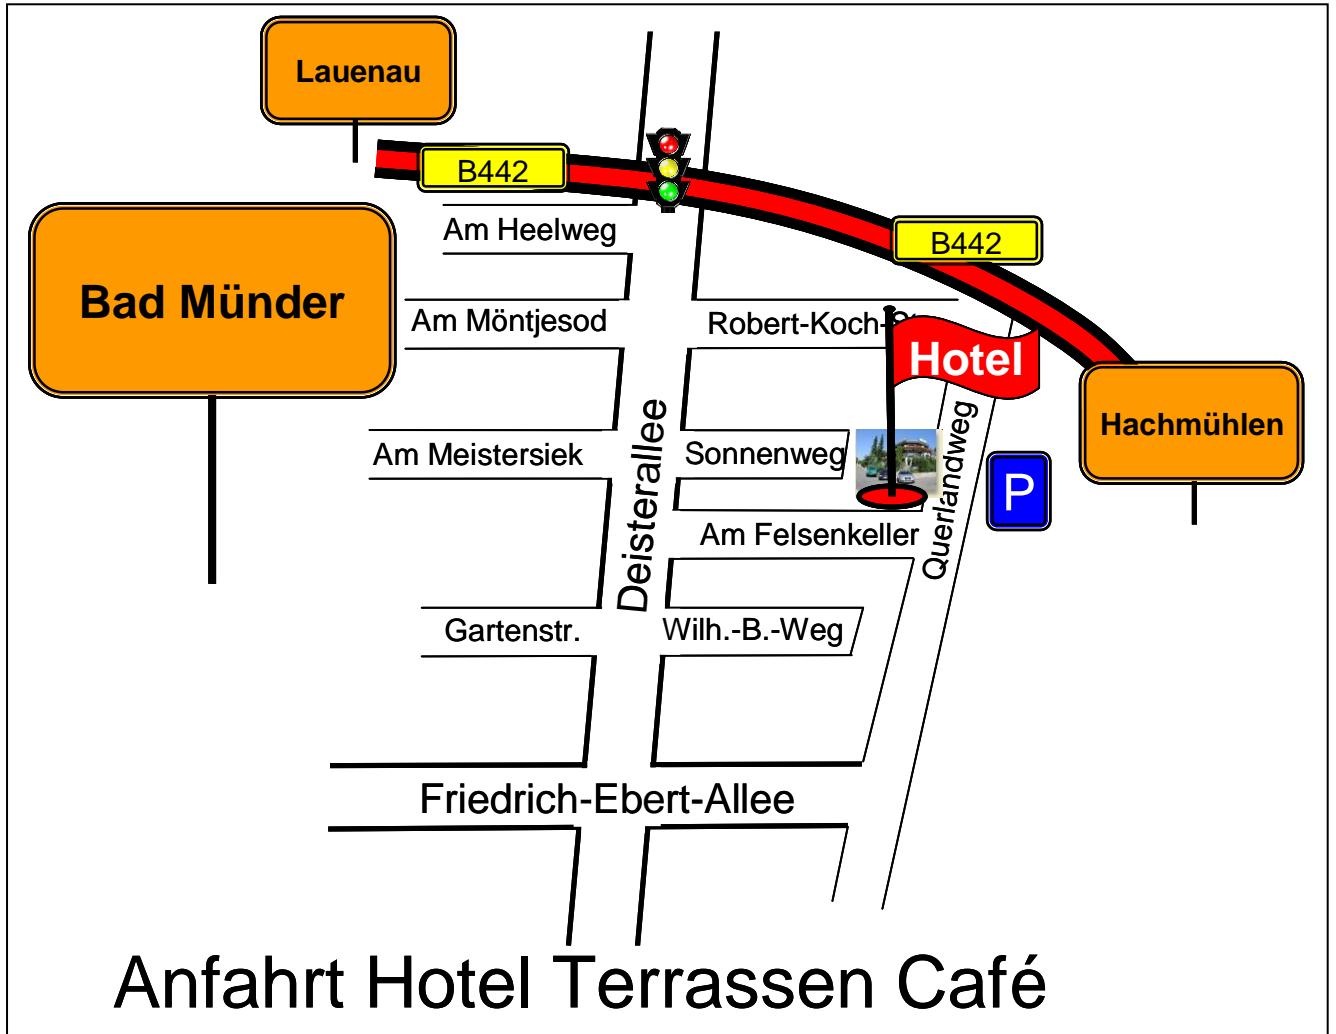 Lauenau
B442
Am Heelweg
B442
Bad Münder
Am Möntjesod
Robert-Koch-
Hotel
Hachmühlen
Am Meistersiek
Deisterallee
Sonnenweg
Querlandweg
P
Am Felsenkeller
Gartenstr.
Wilh.-B.-Weg
Friedrich-Ebert-Allee
Anfahrt Hotel Terrassen Café